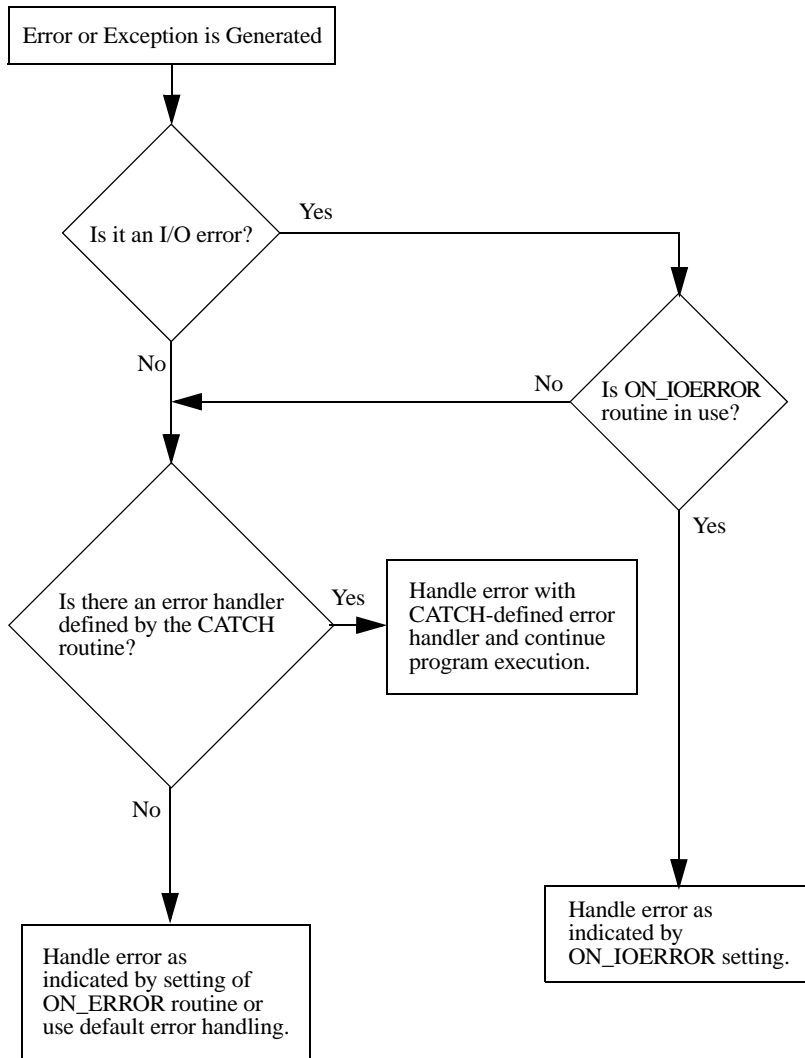 Error or Exception is Generated
Yes
Is it an I/O error?
No
No
Is ON_IOERROR
routine in use?
Yes
Is there an error handler
defined by the CATCH
routine?
Yes
Handle error with
CATCH-defined error
handler and continue
program execution.
No
Handle error as
indicated by
ON_IOERROR setting.
Handle error as
indicated by setting of
ON_ERROR routine or
use default error handling.